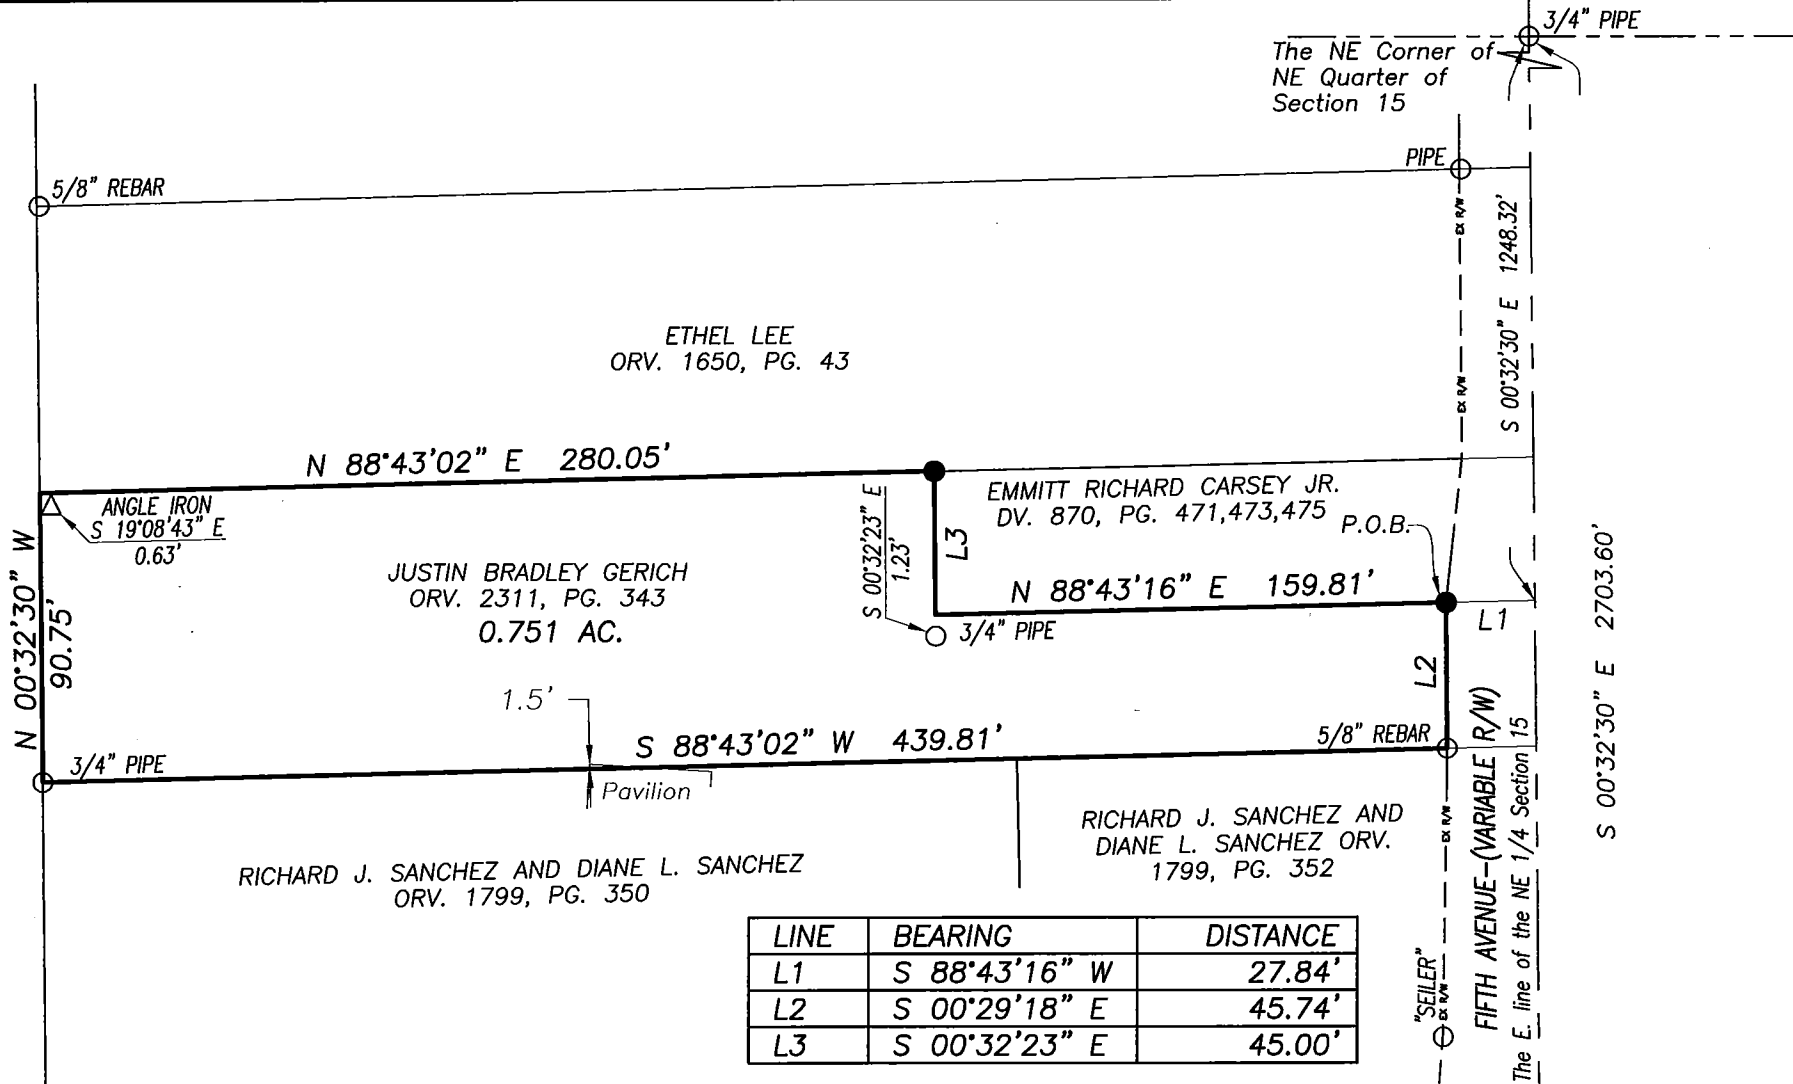 3/4" PIPE
The NE Corner of
NE Quarter of
Section 15
PIPE
5/8" REBAR
EX R/W
S 00°32'30" E 1248.32'
EX R/W
ETHEL LEE
ORV. 1650, PG. 43
N 88°43'02" E 280.05'
ANGLE IRON
S 19°08'43" E
0.63'
S 00°32'23" E
1.23'
L3
EMMITT RICHARD CARSEY JR.
DV. 870, PG. 471,473,475
P.O.B.
N 00°32'30" W
90.75'
JUSTIN BRADLEY GERICH
ORV. 2311, PG. 343
0.751 AC.
N 88°43'16" E 159.81'
L1
3/4" PIPE
L2
S 00°32'30" E 2703.60'
1.5'
S 88°43'02" W 439.81'
5/8" REBAR
3/4" PIPE
Pavilion
RICHARD J. SANCHEZ AND DIANE L. SANCHEZ
ORV. 1799, PG. 350
RICHARD J. SANCHEZ AND
DIANE L. SANCHEZ ORV.
1799, PG. 352
EX R/W
FIFTH AVENUE-(VARIABLE R/W)
The E. line of the NE 1/4 Section 15
"SEILER"
EX R/W
LINE BEARING DISTANCE
L1 S 88°43'16" W 27.84'
L2 S 00°29'18" E 45.74'
L3 S 00°32'23" E 45.00'